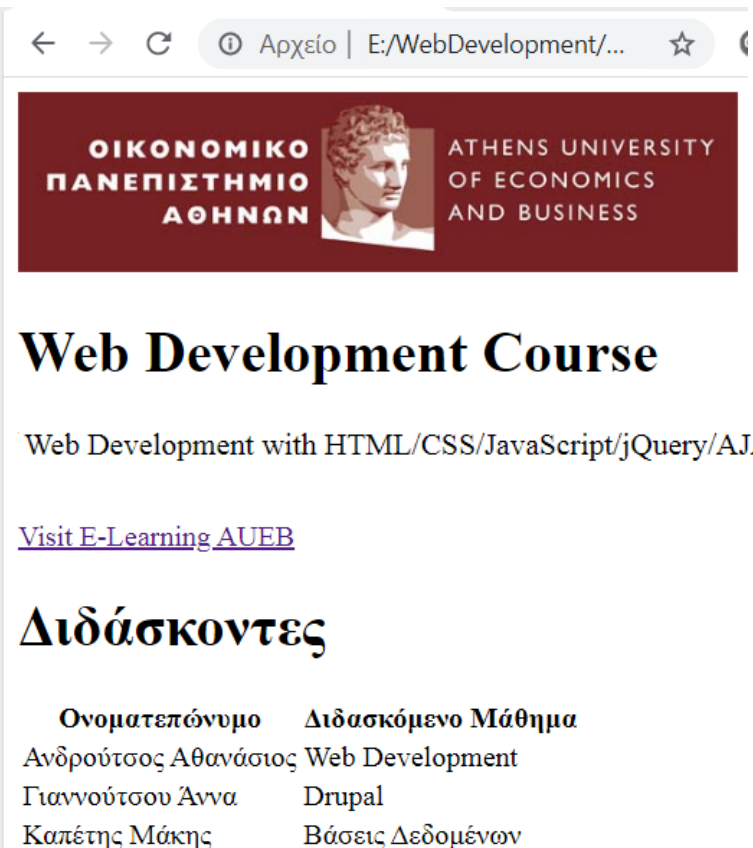 Αρχείο | E:/WebDevelopment/...
ΟΙΚΟΝΟΜΙΚΟ
ΠΑΝΕΠΙΣΤΗΜΙΟ
ΑΘΗΝΩΝ
ATHENS UNIVERSITY
OF ECONOMICS
AND BUSINESS
Web Development Course
Web Development with HTML/CSS/JavaScript/jQuery/
Visit E-Learning AUEB
Διδάσκοντες
Ονοματεπώνυμο Διδασκόμενο Μάθημα
Ανδρούτσος Αθανάσιος Web Development
Γιαννούτσου Άννα Drupal
Καπέτης Μάκης Βάσεις Δεδομένων